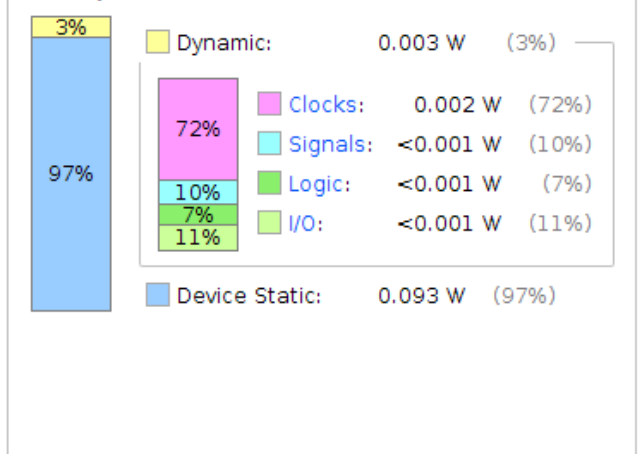 3%
Dynamic: 0.003 W (3%)
72%
Clocks: 0.002 W (72%)
Signals: <0.001 W (10%)
97%
10%
Logic: <0.001 W (7%)
7%
I/O: <0.001 W (11%)
11%
Device Static: 0.093 W (97%)